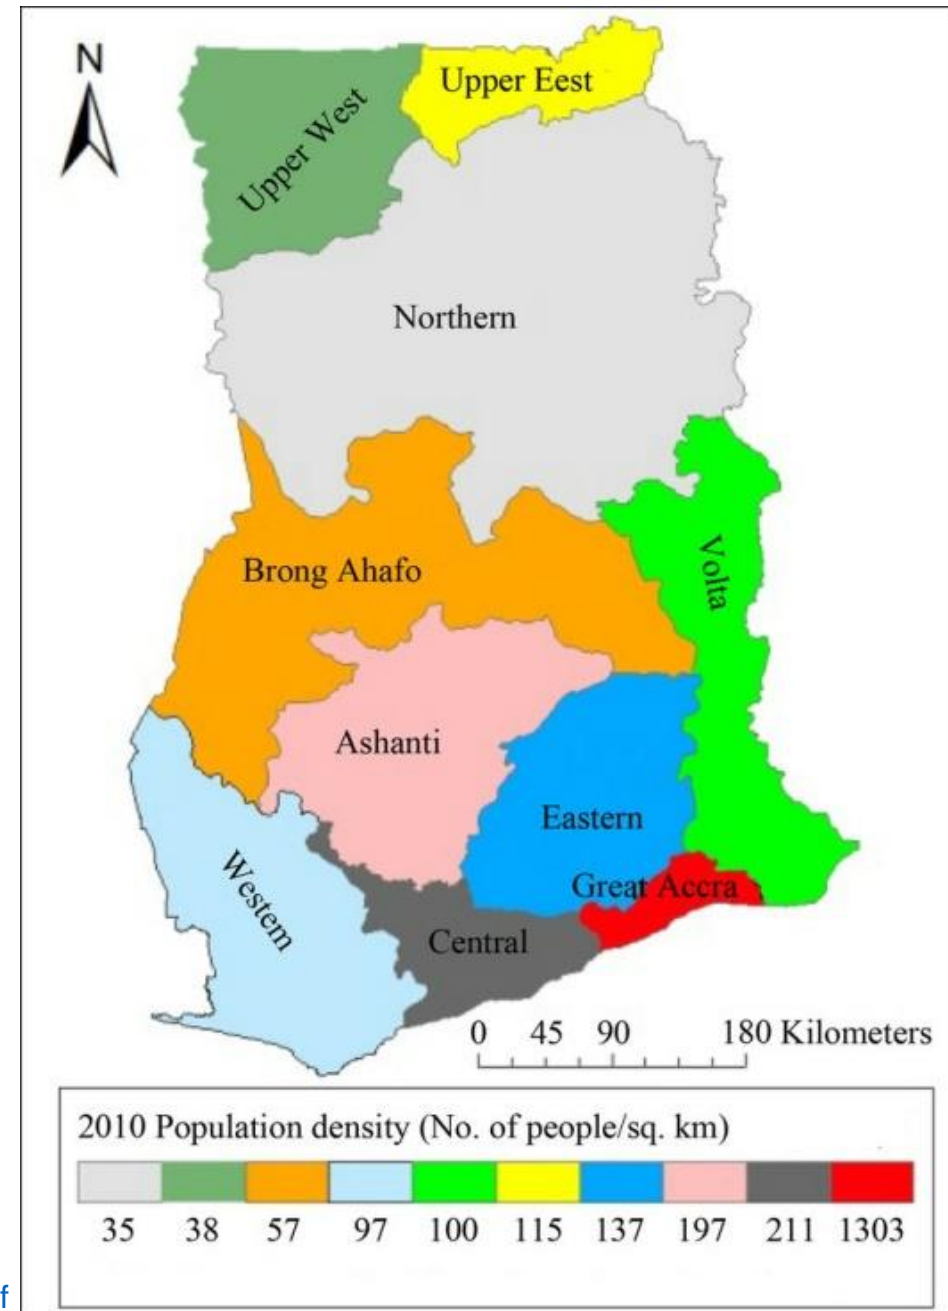 N
Upper Eest
Upper West
Northern
Brong Ahafo
Volta
Ashanti
Eastern
Great Accra
Western
Central
0 45 90 180 Kilometers
2010 Population density (No. of people/sq. km)
35 38 57 97 100 115 137 197 211 1303
f